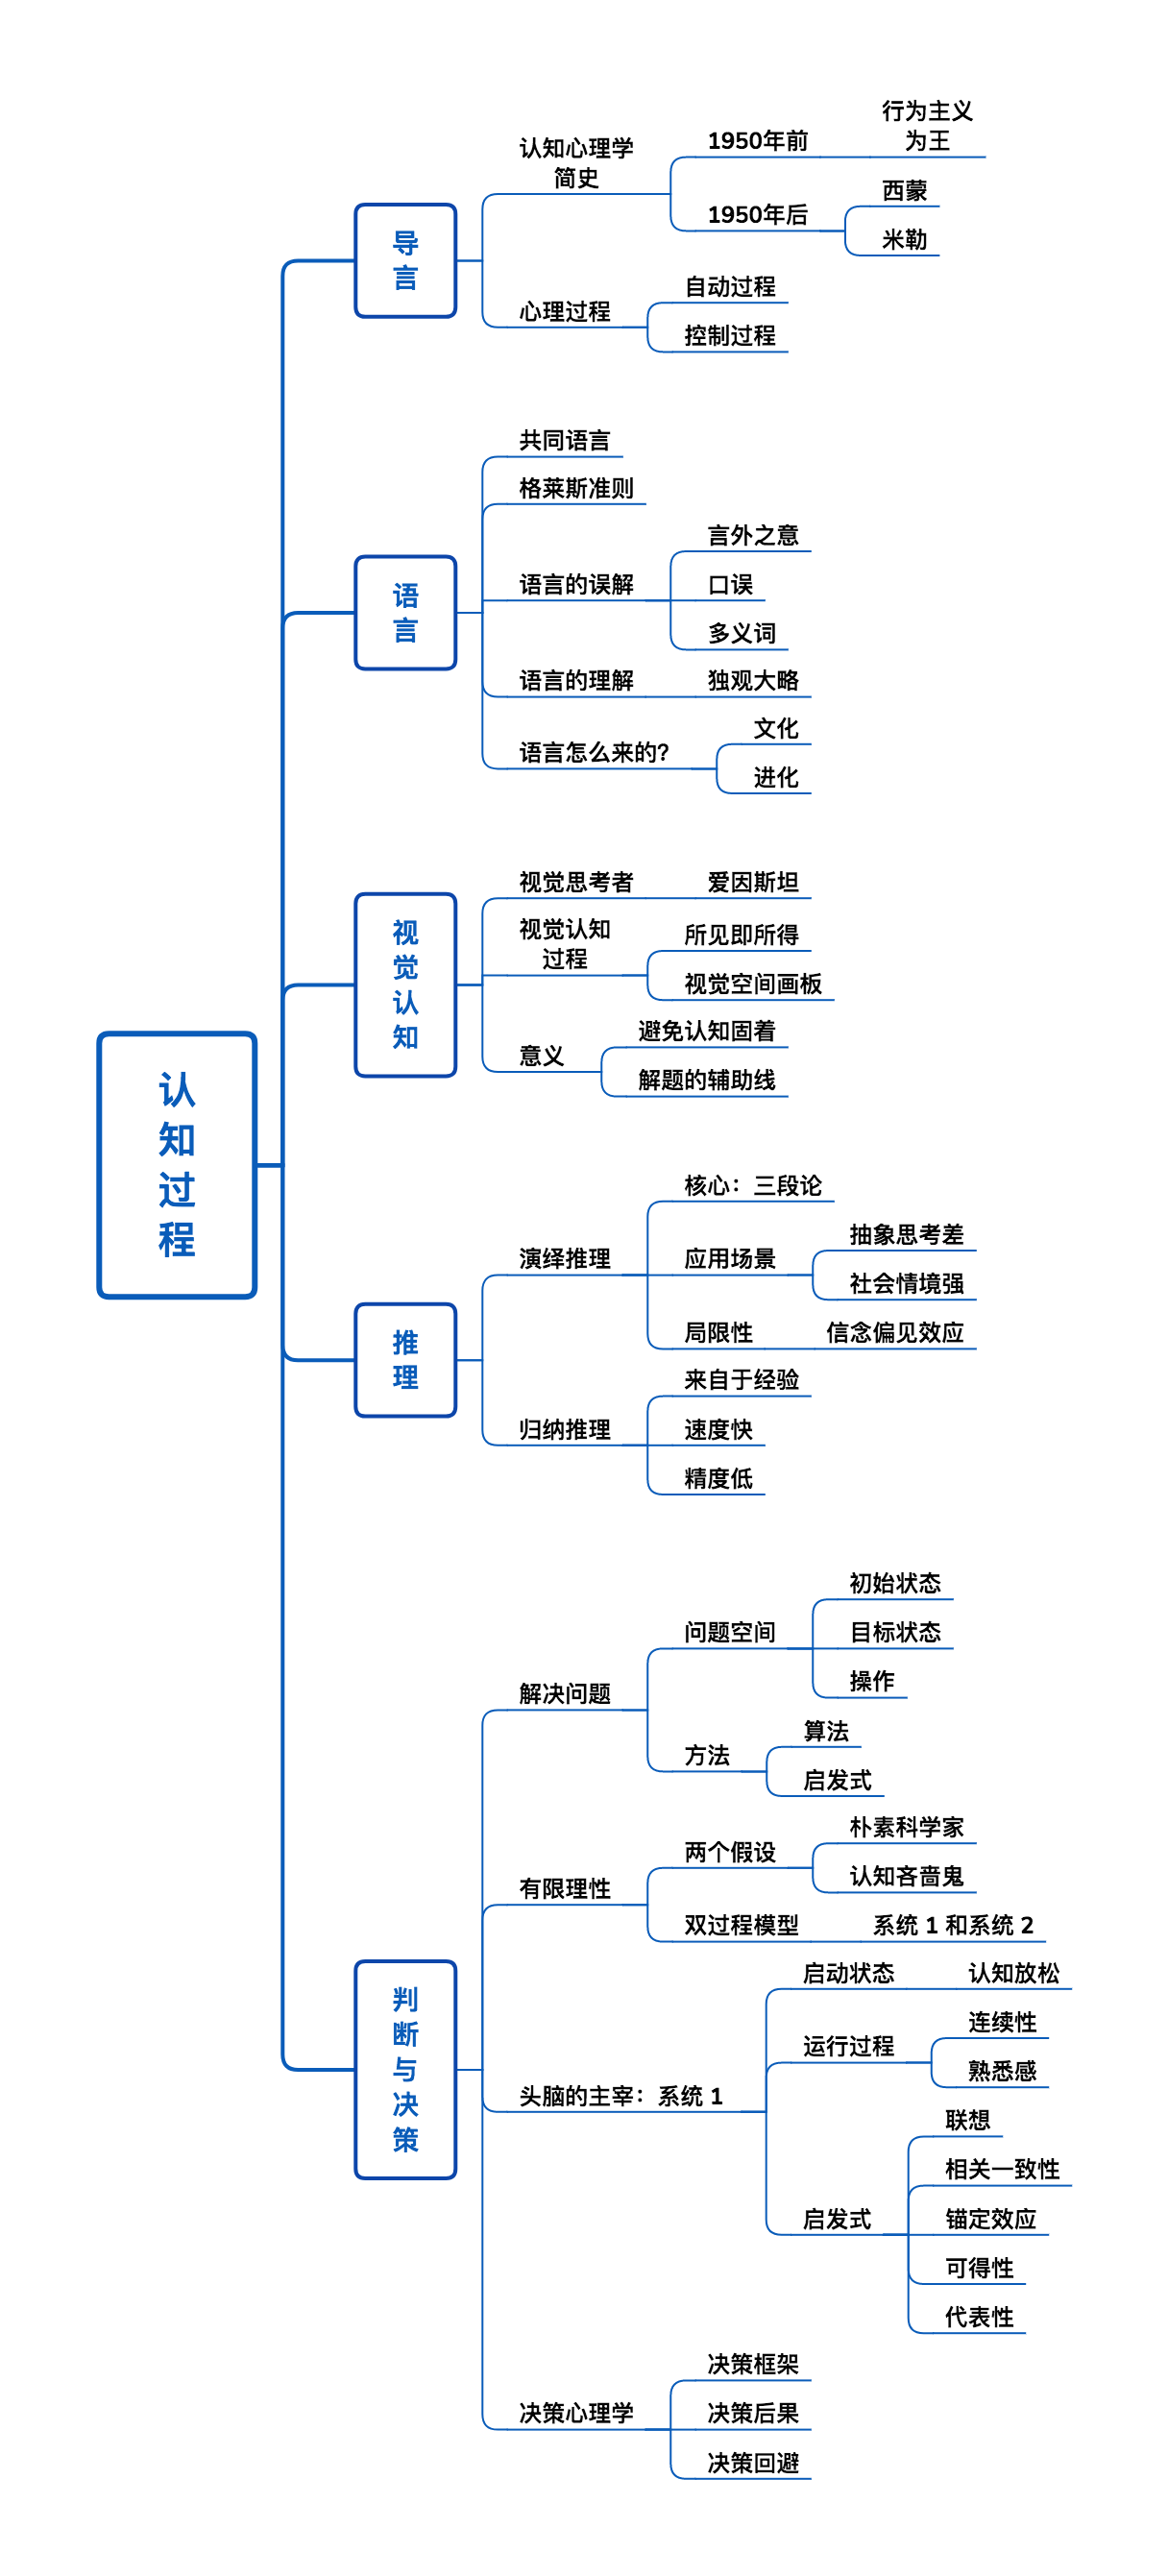 认知过程
导言
认知心理学
简史
1950年前
行为主义
为王
1950年后
西蒙
米勒
心理过程
自动过程
控制过程
语言
共同语言
格莱斯准则
语言的误解
言外之意
口误
多义词
语言的理解
独观大略
语言怎么来的?
文化
进化
视觉认知
视觉思考者
爱因斯坦
视觉认知
过程
所见即所得
视觉空间画板
意义
避免认知固着
解题的辅助线
推理
演绎推理
核心：三段论
应用场景
抽象思考差
社会情境强
局限性
信念偏见效应
归纳推理
来自于经验
速度快
精度低
判断与决策
解决问题
问题空间
初始状态
目标状态
操作
方法
算法
启发式
有限理性
两个假设
朴素科学家
认知吝啬鬼
双过程模型
系统 1 和系统 2
头脑的主宰：系统 1
启动状态
认知放松
运行过程
连续性
熟悉感
启发式
联想
相关一致性
锚定效应
可得性
代表性
决策心理学
决策框架
决策后果
决策回避